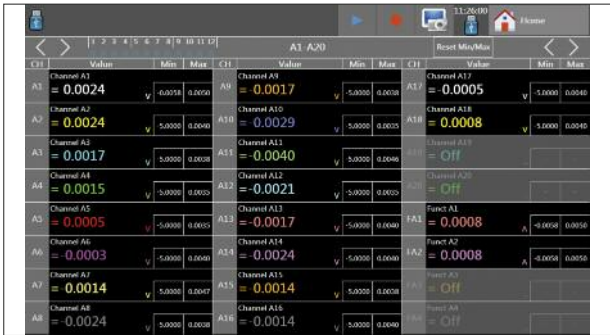 11:26:00
Home
1 2 3 4 5 6 7 8 9 10 11 12
A1-A20
Reset Min/Max
CH Value Min Max CH Value Min Max CH Value Min Max
Channel A1 Channel A9 Channel A17
A1 = 0.0024 V -0.0058 0.0050 A9 = -0.0017 V -5.0000 0.0038 A17 = -0.0005 V -5.0000 0.0040
Channel A2 Channel A10 Channel A18
A2 = 0.0024 V -5.0000 0.0040 A10 = -0.0029 V -5.0000 0.0035 A18 = 0.0008 V -5.0000 0.0040
Channel A3 Channel A11 Channel A19
A3 = 0.0017 V -5.0000 0.0038 A11 = -0.0040 V -5.0000 0.0046 A19 = Off
Channel A4 Channel A12 Channel A20
A4 = 0.0015 V -5.0000 0.0035 A12 = -0.0021 V -5.0000 0.0035 A20 = Off
Channel A5 Channel A13 Funct A1
A5 = 0.0005 V -5.0000 0.0035 A13 = -0.0017 V -5.0000 0.0040 FA1 = 0.0008 A -0.0058 0.0050
Channel A6 Channel A14 Funct A2
A6 = -0.0003 V -5.0000 0.0040 A14 = -0.0024 V -5.0000 0.0040 FA2 = 0.0008 A -0.0058 0.0050
Channel A7 Channel A15 Funct A3
A7 = -0.0014 V -5.0000 0.0047 A15 = -0.0014 V -5.0000 0.0038 FA3 = Off
Channel A8 Channel A16 Funct A4
A8 = -0.0024 V -5.0000 0.0038 A16 = -0.0014 V -5.0000 0.0040 FA4 = Off